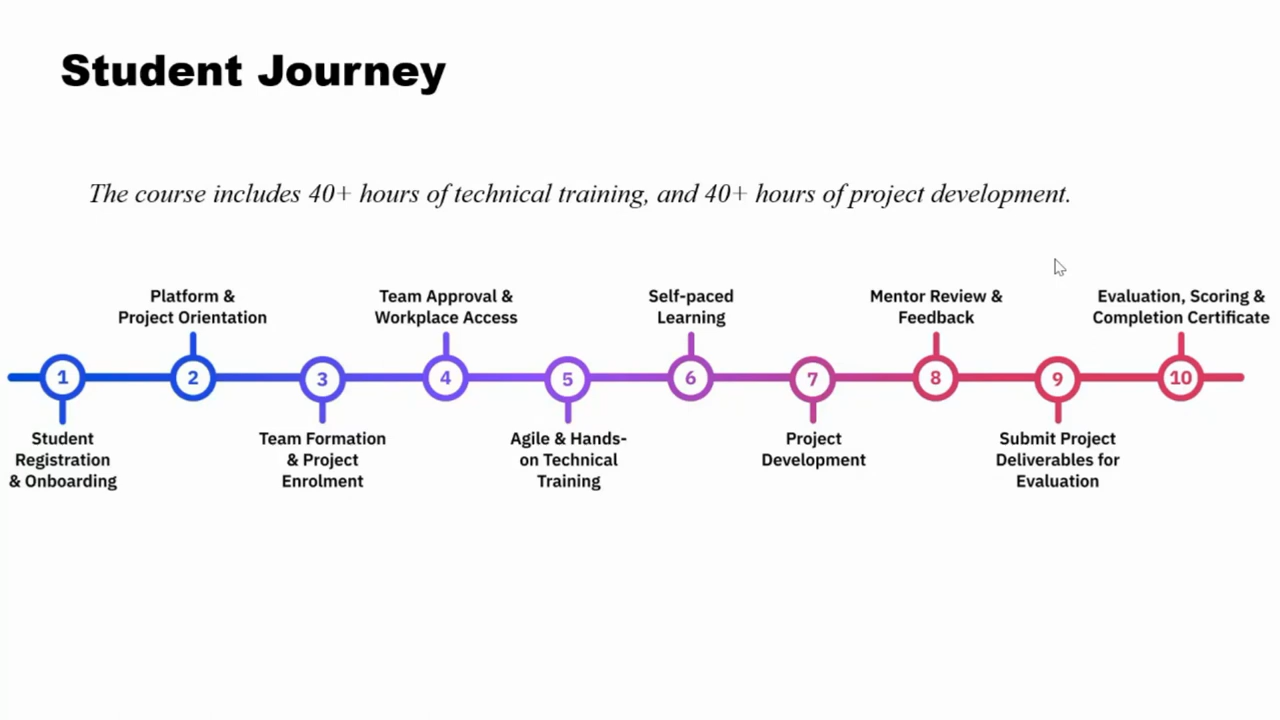 Student Journey
The course includes 40+ hours of technical training, and 40+ hours of project development.
1
Student
Registration
& Onboarding
2
Platform &
Project Orientation
3
Team Formation
& Project
Enrolment
4
Team Approval &
Workplace Access
5
Agile & Hands-
on Technical
Training
6
Self-paced
Learning
7
Project
Development
8
Mentor Review &
Feedback
9
Submit Project
Deliverables for
Evaluation
10
Evaluation, Scoring &
Completion Certificate